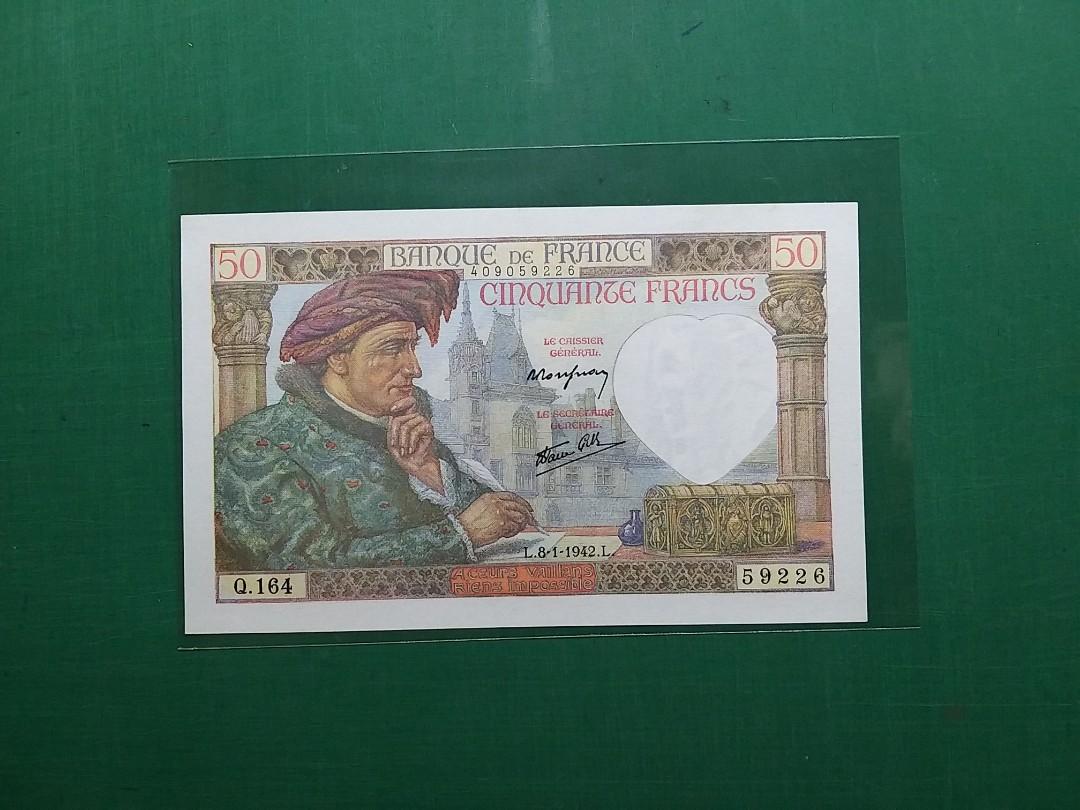 50 BANQUE DE FRANCE 50
409059226
CINQUANTE FRANCS
LE CAISSIER
GÉNÉRAL.
LE SECRÉTAIRE
GÉNÉRAL.
L.8-1-1942.L.
Q.164
A CŒURS VAILLANS
RIENS IMPOSSIBLE
59226